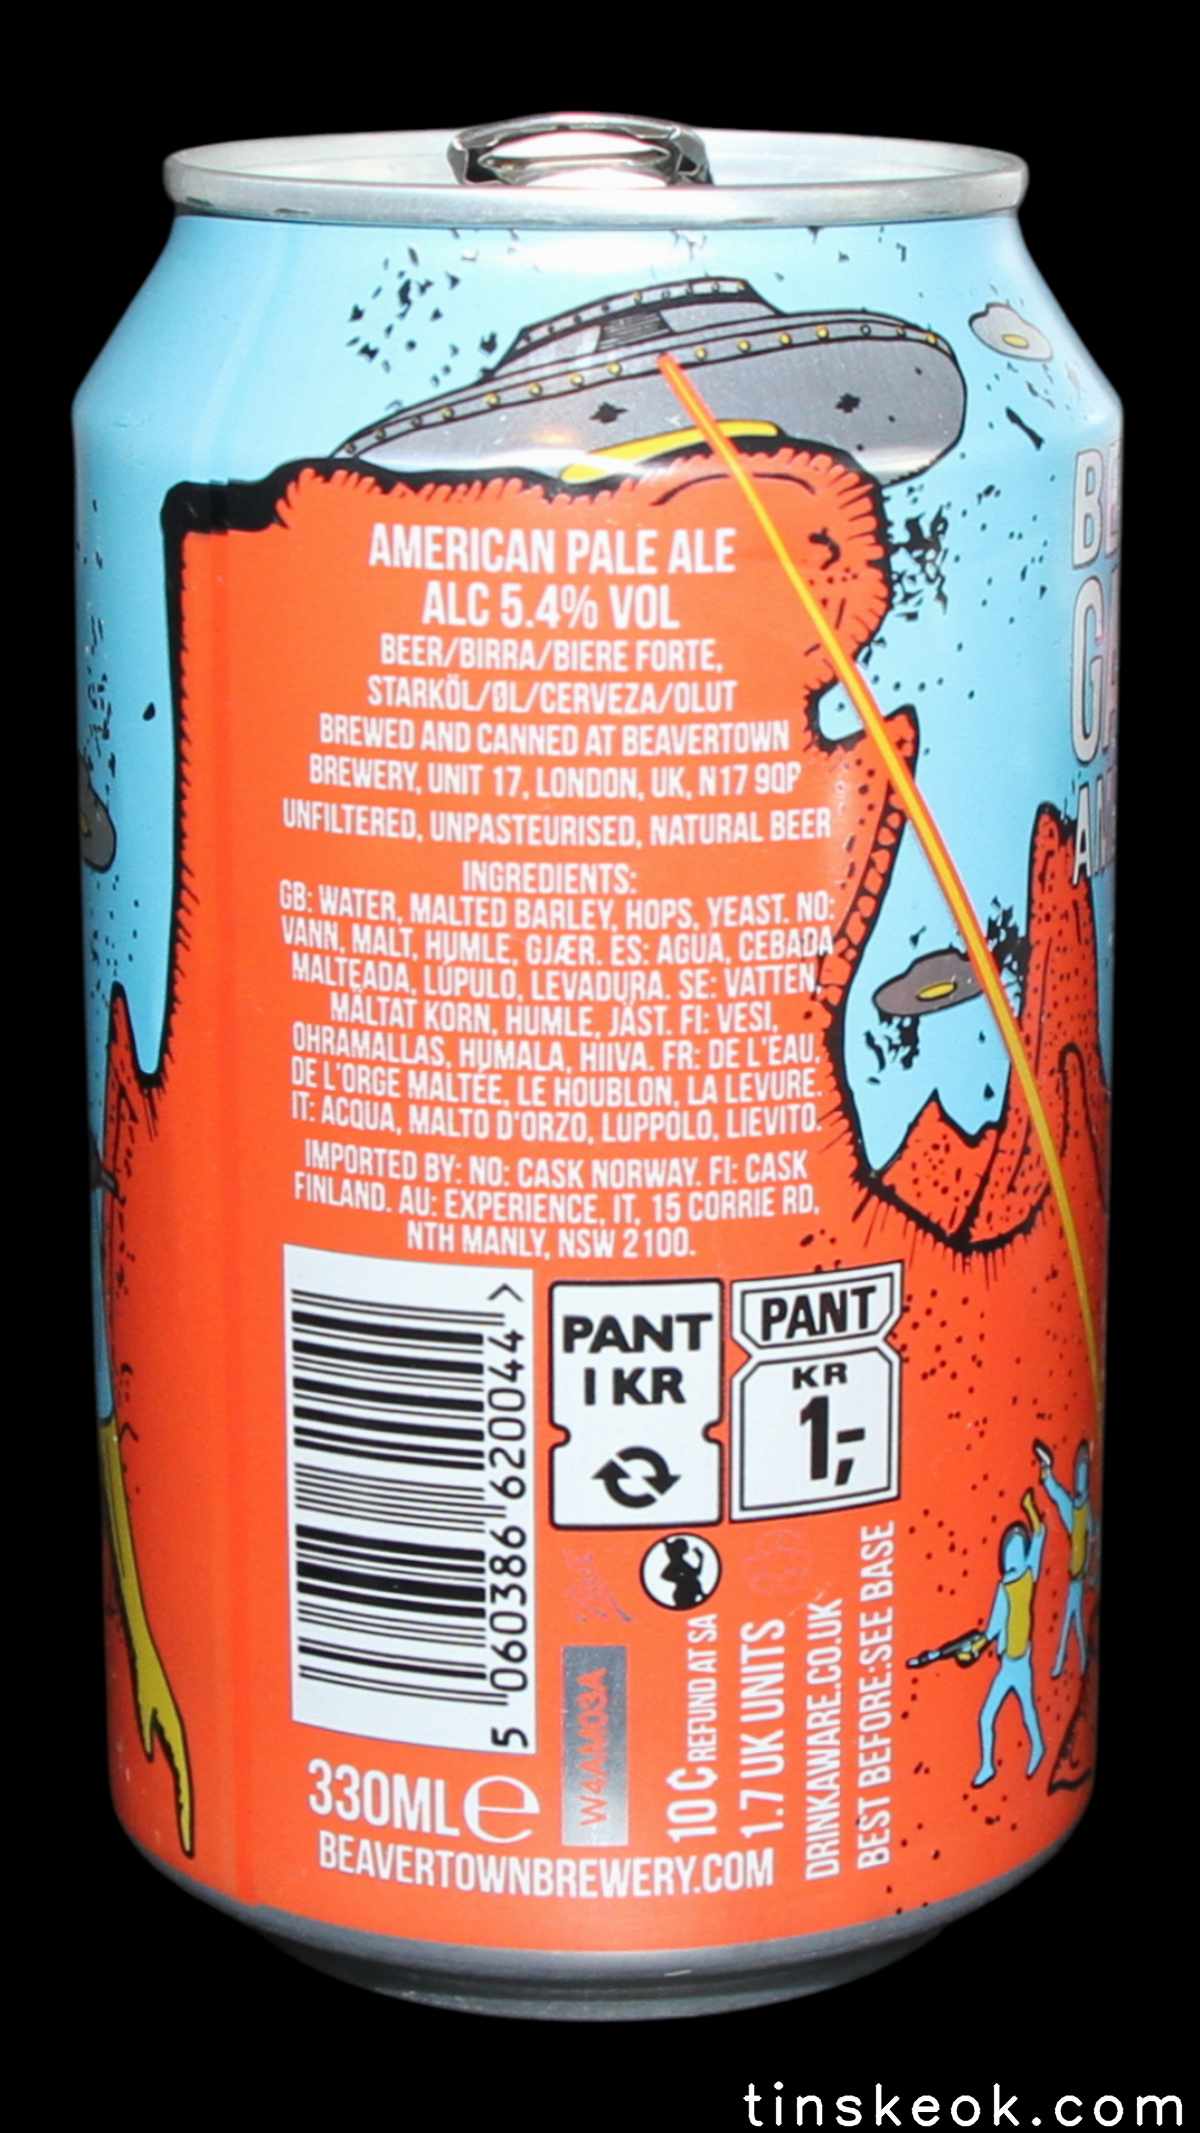 AMERICAN PALE ALE
ALC 5.4% VOL
BEER/BIRRA/BIERE FORTE,
STARKÖL/ØL/CERVEZA/OLUT
BREWED AND CANNED AT BEAVERTOWN
BREWERY, UNIT 17, LONDON, UK, N17 9QP
UNFILTERED, UNPASTEURISED, NATURAL BEER
INGREDIENTS:
GB: WATER, MALTED BARLEY, HOPS, YEAST. NO:
VANN, MALT, HUMLE, GJÆR. ES: AGUA, CEBADA
MALTEADA, LÚPULO, LEVADURA. SE: VATTEN,
MÄLTAT KORN, HUMLE, JÄST. FI: VESI,
OHRAMALLAS, HUMALA, HIIVA. FR: DE L'EAU,
DE L'ORGE MALTÉE, LE HOUBLON, LA LEVURE.
IT: ACQUA, MALTO D'ORZO, LUPPOLO, LIEVITO.
IMPORTED BY: NO: CASK NORWAY. FI: CASK
FINLAND. AU: EXPERIENCE, IT, 15 CORRIE RD,
NTH MANLY, NSW 2100.
5 060386 620044 >
PANT
1 KR
PANT
KR
1,-
W4AM03A
10¢ REFUND AT SA
1.7 UK UNITS
DRINKAWARE.CO.UK
BEST BEFORE:SEE BASE
330ML e
BEAVERTOWNBREWERY.COM
tinskeok.com